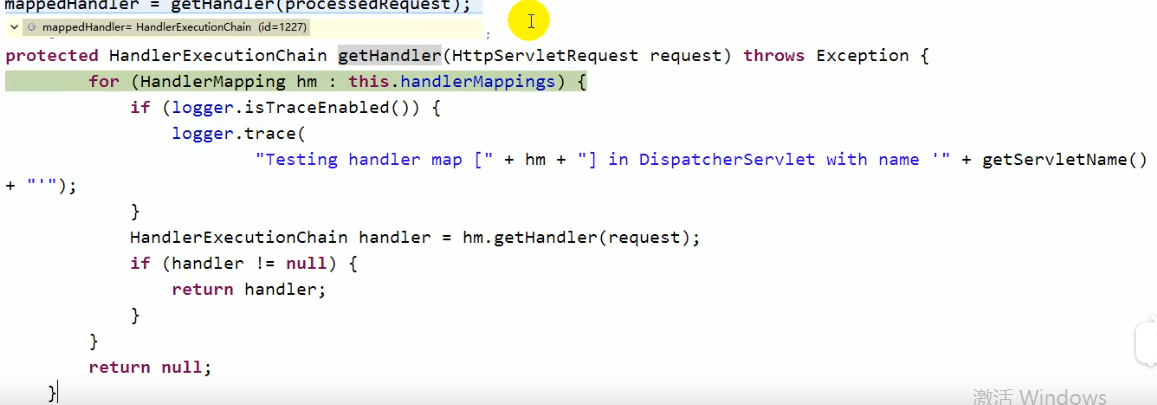 mappedHandler = getHandler(processedRequest);
mappedHandler= HandlerExecutionChain (id=1227)
;
protected HandlerExecutionChain getHandler(HttpServletRequest request) throws Exception {
for (HandlerMapping hm : this.handlerMappings) {
if (logger.isTraceEnabled()) {
logger.trace(
"Testing handler map [" + hm + "] in DispatcherServlet with name '" + getServletName()
+ "'");
}
HandlerExecutionChain handler = hm.getHandler(request);
if (handler != null) {
return handler;
}
}
return null;
}
激活 Windows